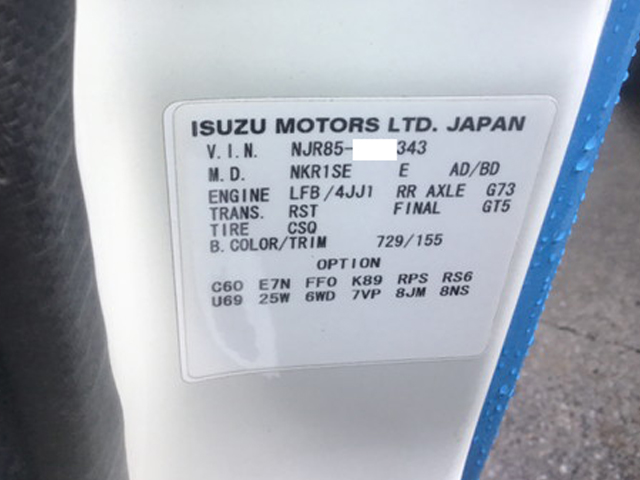 ISUZU MOTORS LTD. JAPAN
V.I.N. NJR85- 343
M.D. NKR1SE E AD/BD
ENGINE LFB/4JJ1 RR AXLE G73
TRANS. RST FINAL GT5
TIRE CSQ
B.COLOR/TRIM 729/155
OPTION
C60 E7N FF0 K89 RPS RS6
U69 25W 6WD 7VP 8JM 8NS